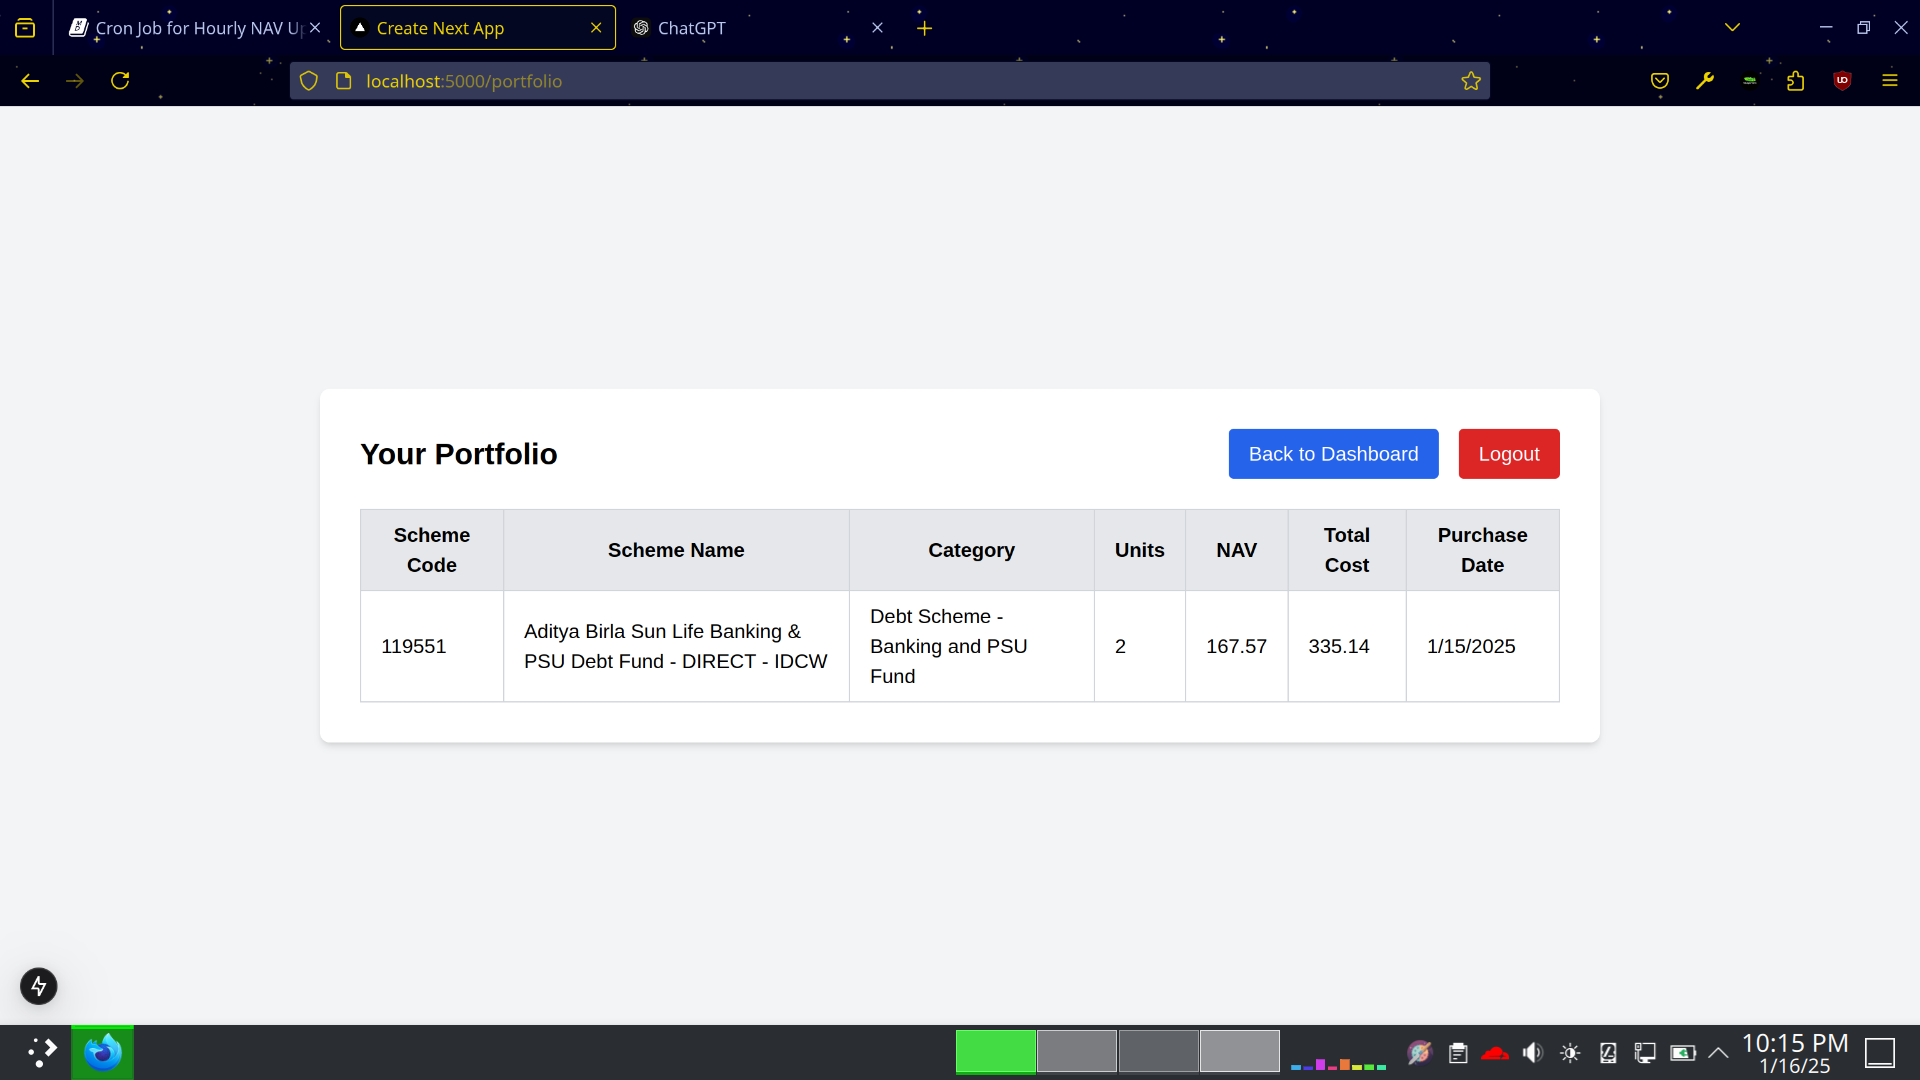 Cron Job for Hourly NAV U
Create Next App
ChatGPT
localhost:5000/portfolio
Your Portfolio
Back to Dashboard
Logout
Scheme Code
Scheme Name
Category
Units
NAV
Total Cost
Purchase Date
119551
Aditya Birla Sun Life Banking &
PSU Debt Fund - DIRECT - IDCW
Debt Scheme -
Banking and PSU
Fund
2
167.57
335.14
1/15/2025
10:15 PM
1/16/25